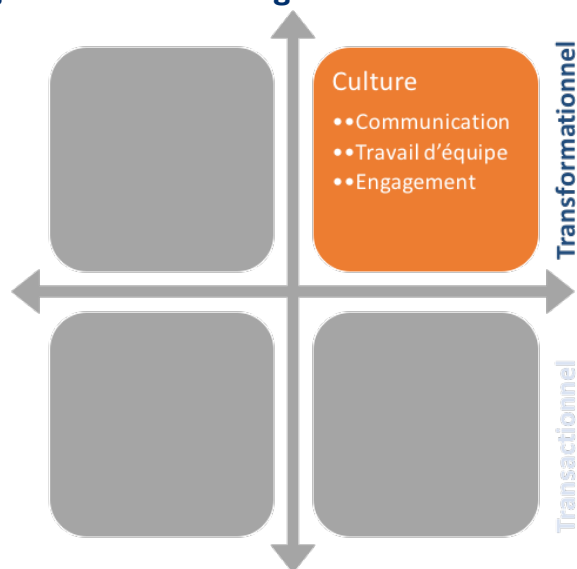 Culture
••Communication
••Travail d'équipe
••Engagement
Transformationnel
Transactionnel